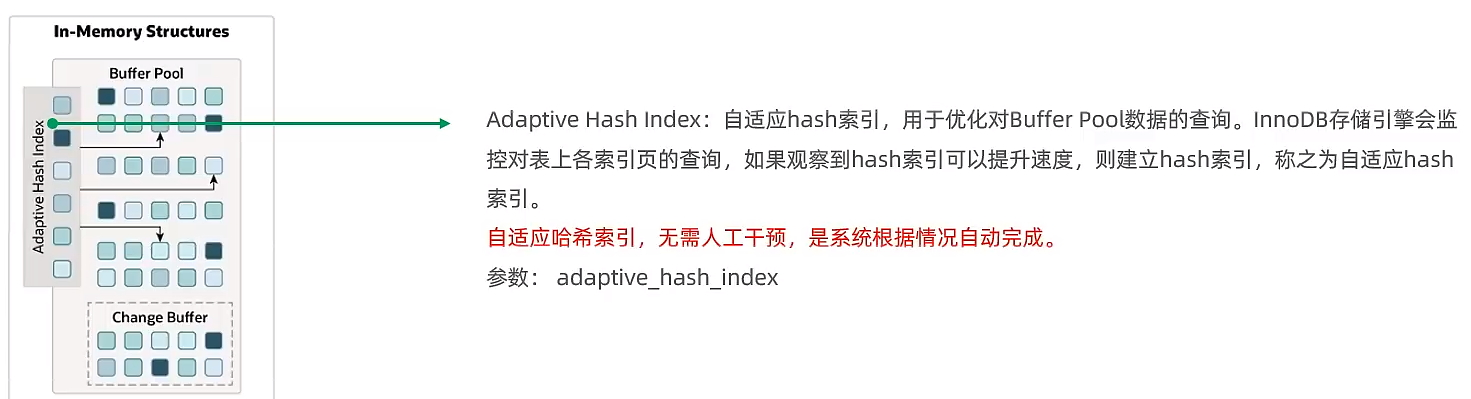 In-Memory Structures
Buffer Pool
Adaptive Hash Index
Change Buffer
Adaptive Hash Index：自适应hash索引，用于优化对Buffer Pool数据的查询。InnoDB存储引擎会监
控对表上各索引页的查询，如果观察到hash索引可以提升速度，则建立hash索引，称之为自适应hash
索引。
自适应哈希索引，无需人工干预，是系统根据情况自动完成。
参数： adaptive_hash_index